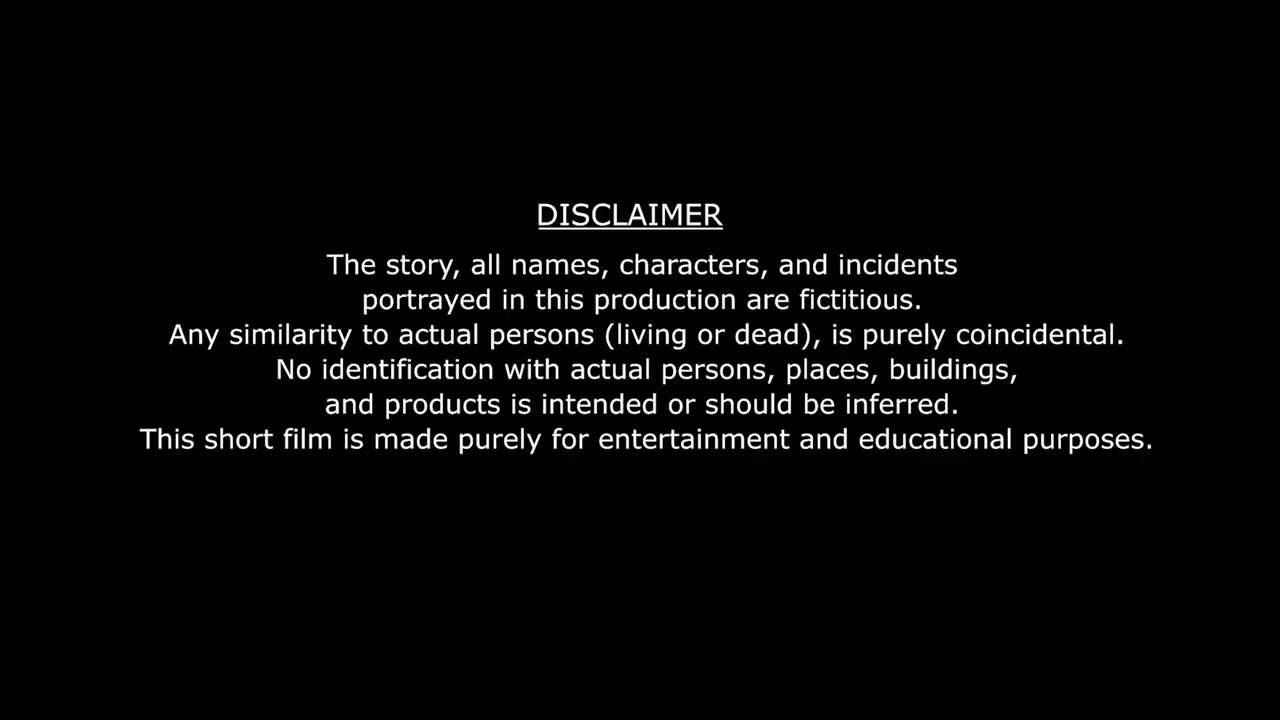 DISCLAIMER
The story, all names, characters, and incidents
portrayed in this production are fictitious.
Any similarity to actual persons (living or dead), is purely coincidental.
No identification with actual persons, places, buildings,
and products is intended or should be inferred.
This short film is made purely for entertainment and educational purposes.